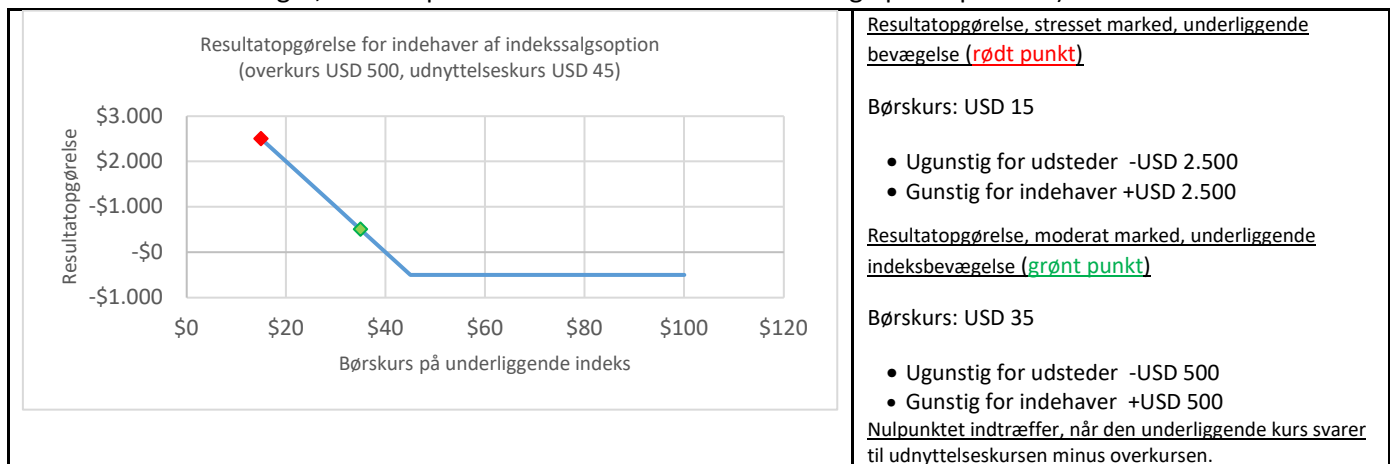 Resultatopgørelse for indehaver af indekssalgsoption
(overkurs USD 500, udnyttelseskurs USD 45)
$3.000
$2.000
-$1.000
-$0
-$1.000
Resultatopgørelse
$0
$20
$40
$60
$80
$100
$120
Børskurs på underliggende indeks
Resultatopgørelse, stresset marked, underliggende
bevægelse (rødt punkt)
Børskurs: USD 15
• Ugunstig for udsteder -USD 2.500
• Gunstig for indehaver +USD 2.500
Resultatopgørelse, moderat marked, underliggende
indeksbevægelse (grønt punkt)
Børskurs: USD 35
• Ugunstig for udsteder -USD 500
• Gunstig for indehaver +USD 500
Nulpunktet indtræffer, når den underliggende kurs svarer
til udnyttelseskursen minus overkursen.